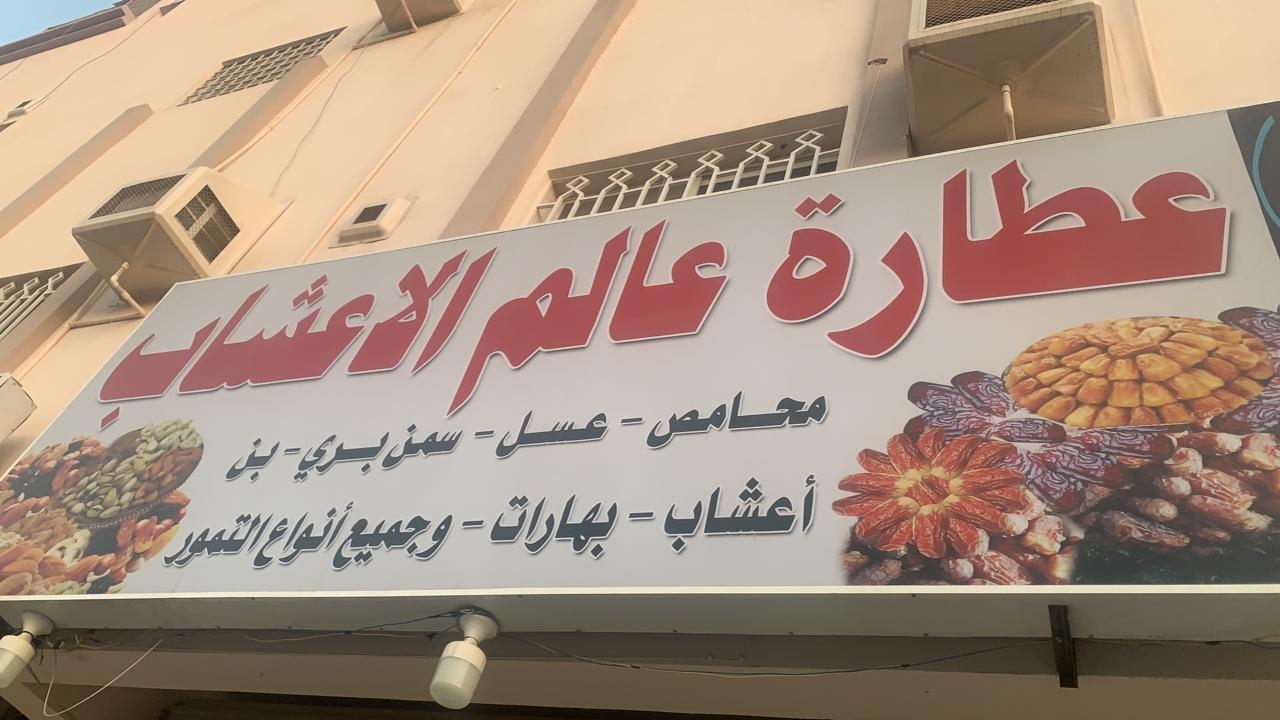 عطارة عالم الاعشاب
محامص - عسل - سمن بري - بن
أعشاب - بهارات - وجميع أنواع التمور